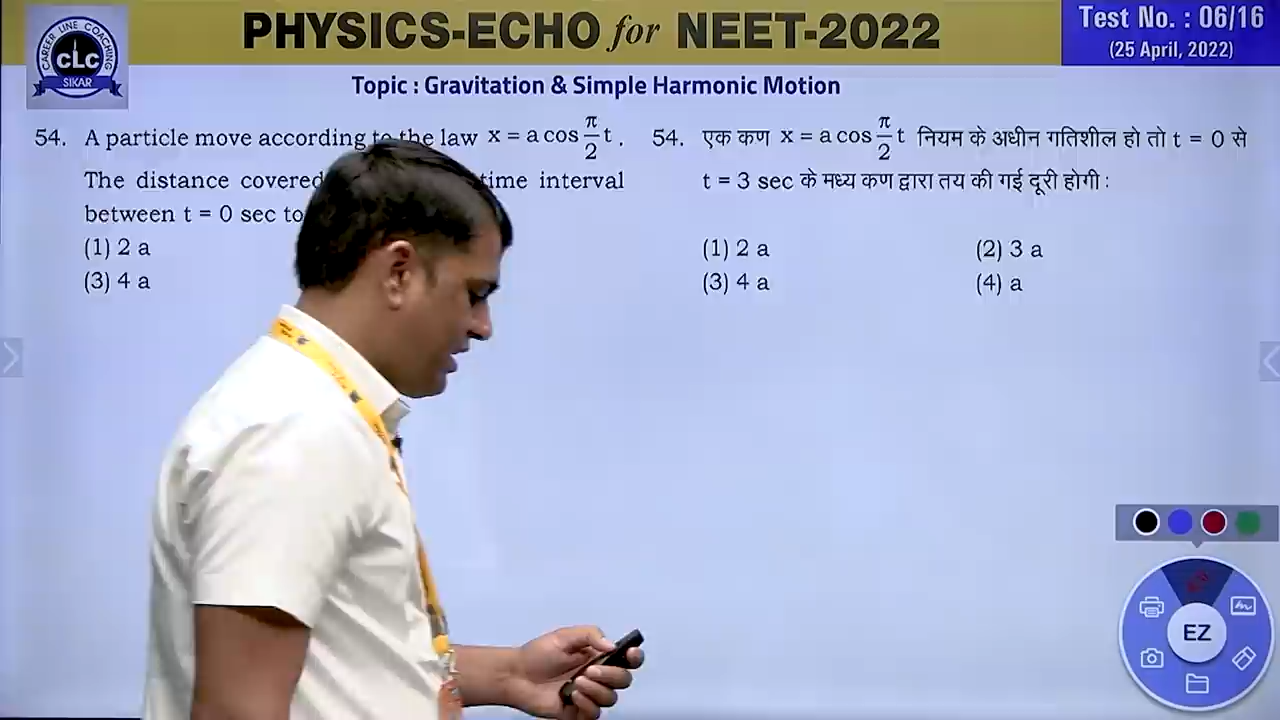 CAREER LINE COACHING
CLC
SIKAR
PHYSICS-ECHO for NEET-2022
Test No. : 06/16
(25 April, 2022)
Topic : Gravitation & Simple Harmonic Motion
54. A particle move according to the law x = a cos π/2 t .
The distance covered time interval
between t = 0 sec to
(1) 2 a
(3) 4 a
54. एक कण x = a cos π/2 t नियम के अधीन गतिशील हो तो t = 0 से
t = 3 sec के मध्य कण द्वारा तय की गई दूरी होगी :
(1) 2 a (2) 3 a
(3) 4 a (4) a
EZ